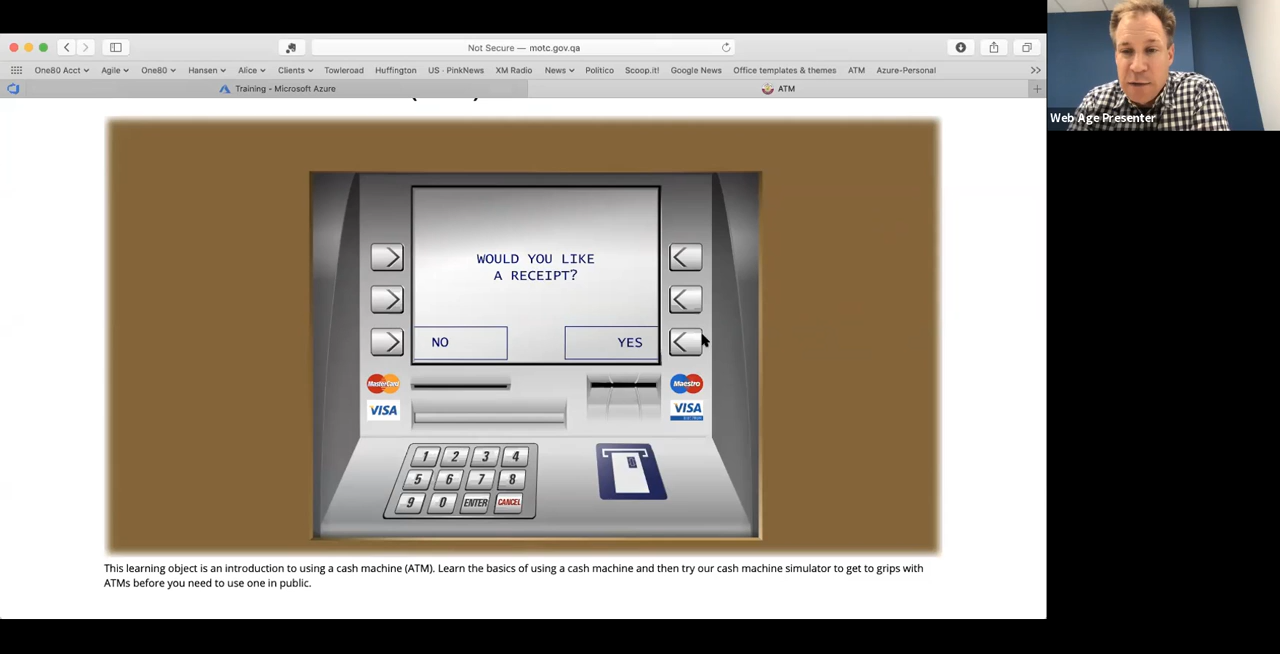 Not Secure — motc.gov.qa
One80 Acct Agile One80 Hansen Alice Clients Towleroad Huffington US - PinkNews XM Radio News Politico Scoop.it! Google News Office templates & themes ATM Azure-Personal
Training - Microsoft Azure
ATM
Web Age Presenter
WOULD YOU LIKE
A RECEIPT?
NO
YES
MasterCard
Maestro
VISA
VISA
1 2 3 4
5 6 7 8
9 0 ENTER CANCEL
This learning object is an introduction to using a cash machine (ATM). Learn the basics of using a cash machine and then try our cash machine simulator to get to grips with
ATMs before you need to use one in public.